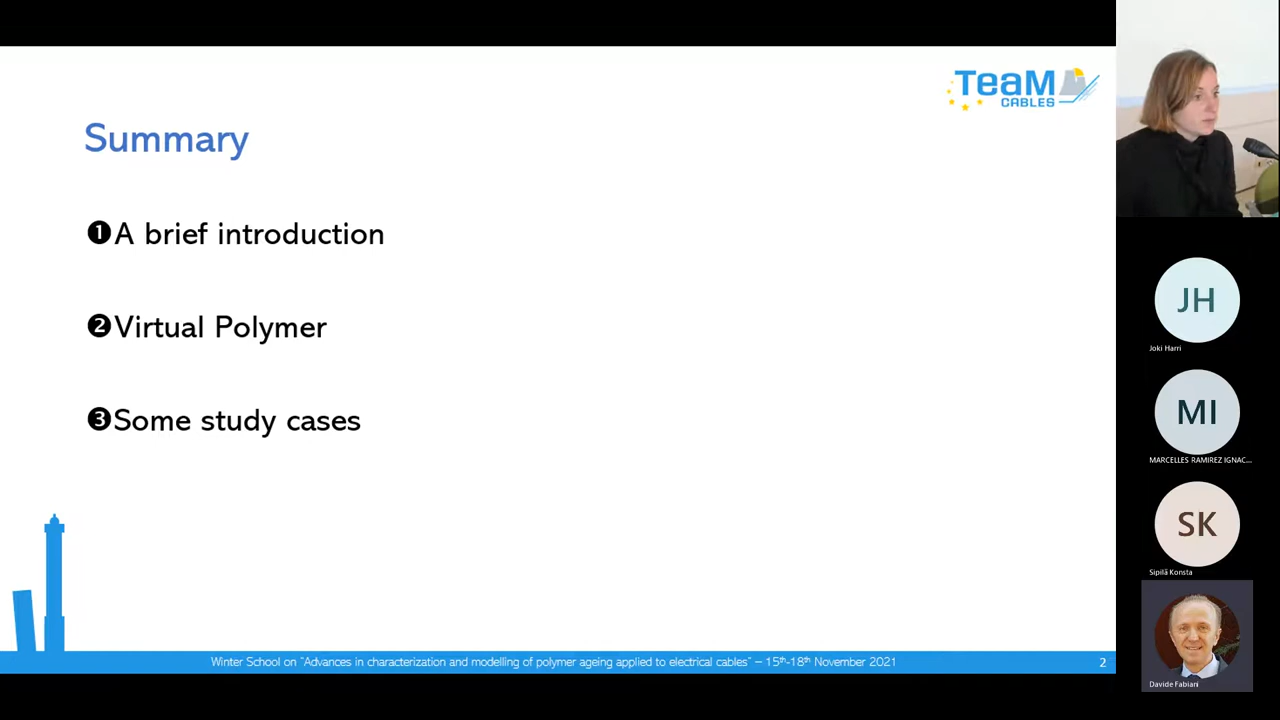 TeaM
CABLES
Summary
❶A brief introduction
❷Virtual Polymer
❸Some study cases
Winter School on "Advances in characterization and modelling of polymer ageing applied to electrical cables" – 15th-18th November 2021
2
JH
Joki Harri
MI
MARCELLES RAMIREZ IGNAC...
SK
Sipilä Konsta
Davide Fabiani